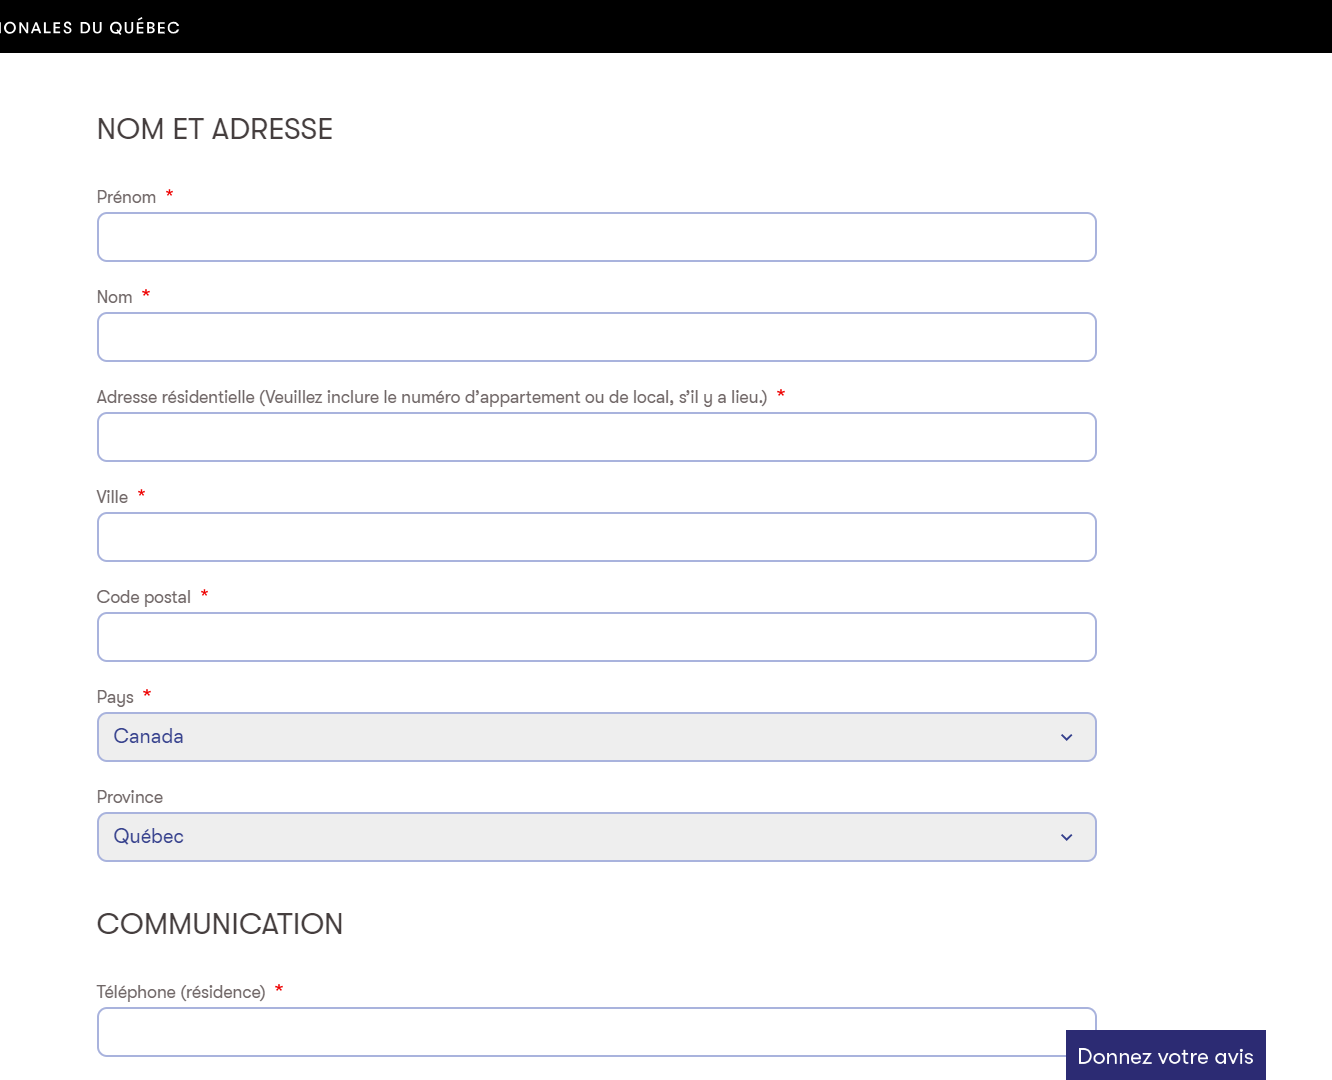 DU QUÉBEC
NOM ET ADRESSE
Prénom *
Nom *
Adresse résidentielle (Veuillez inclure le numéro d’appartement ou de local, s’il y a lieu.) *
Ville *
Code postal *
Pays *
Canada
Province
Québec
COMMUNICATION
Téléphone (résidence) *
Donnez votre avis